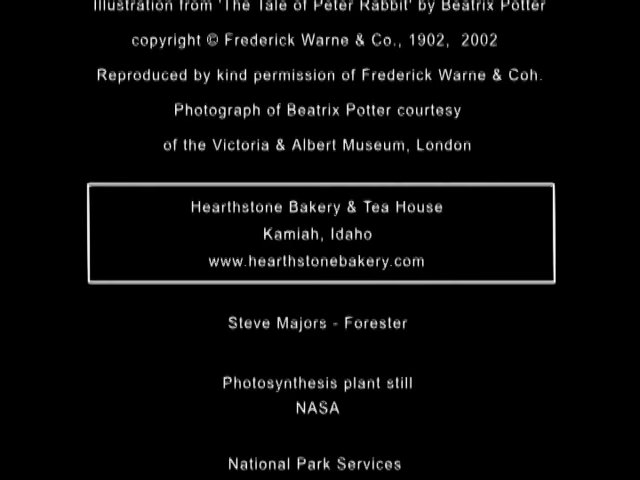 Illustration from 'The Tale of Peter Rabbit' by Beatrix Potter
copyright © Frederick Warne & Co., 1902, 2002
Reproduced by kind permission of Frederick Warne & Coh.
Photograph of Beatrix Potter courtesy
of the Victoria & Albert Museum, London
Hearthstone Bakery & Tea House
Kamiah, Idaho
www.hearthstonebakery.com
Steve Majors - Forester
Photosynthesis plant still
NASA
National Park Services